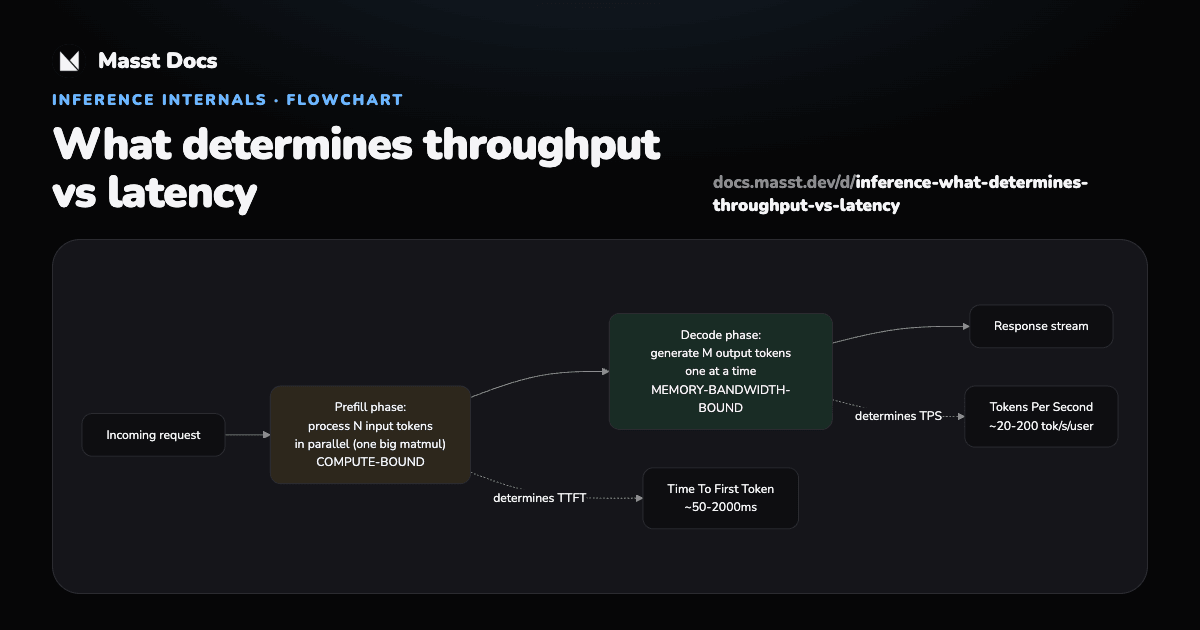 Masst Docs
INFERENCE INTERNALS · FLOWCHART
What determines throughput
vs latency
docs.masst.dev/d/inference-what-determines-
throughput-vs-latency
Incoming request
Prefill phase:
process N input tokens
in parallel (one big matmul)
COMPUTE-BOUND
Decode phase:
generate M output tokens
one at a time
MEMORY-BANDWIDTH-
BOUND
Response stream
determines TPS
Tokens Per Second
~20-200 tok/s/user
determines TTFT
Time To First Token
~50-2000ms